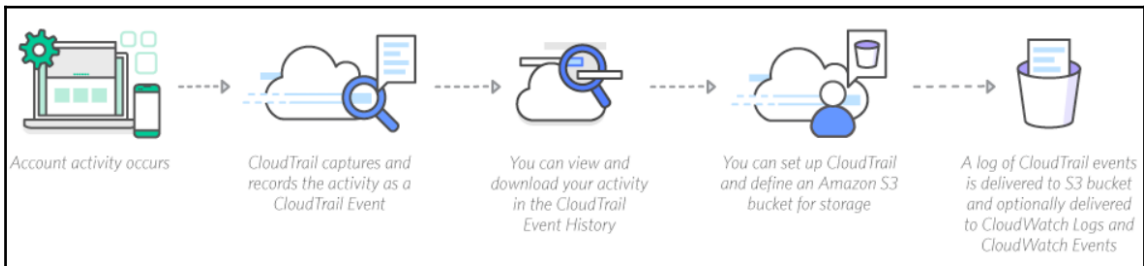 Account activity occurs
CloudTrail captures and
records the activity as a
CloudTrail Event
You can view and
download your activity
in the CloudTrail
Event History
You can set up CloudTrail
and define an Amazon S3
bucket for storage
A log of CloudTrail events
is delivered to S3 bucket
and optionally delivered
to CloudWatch Logs and
CloudWatch Events